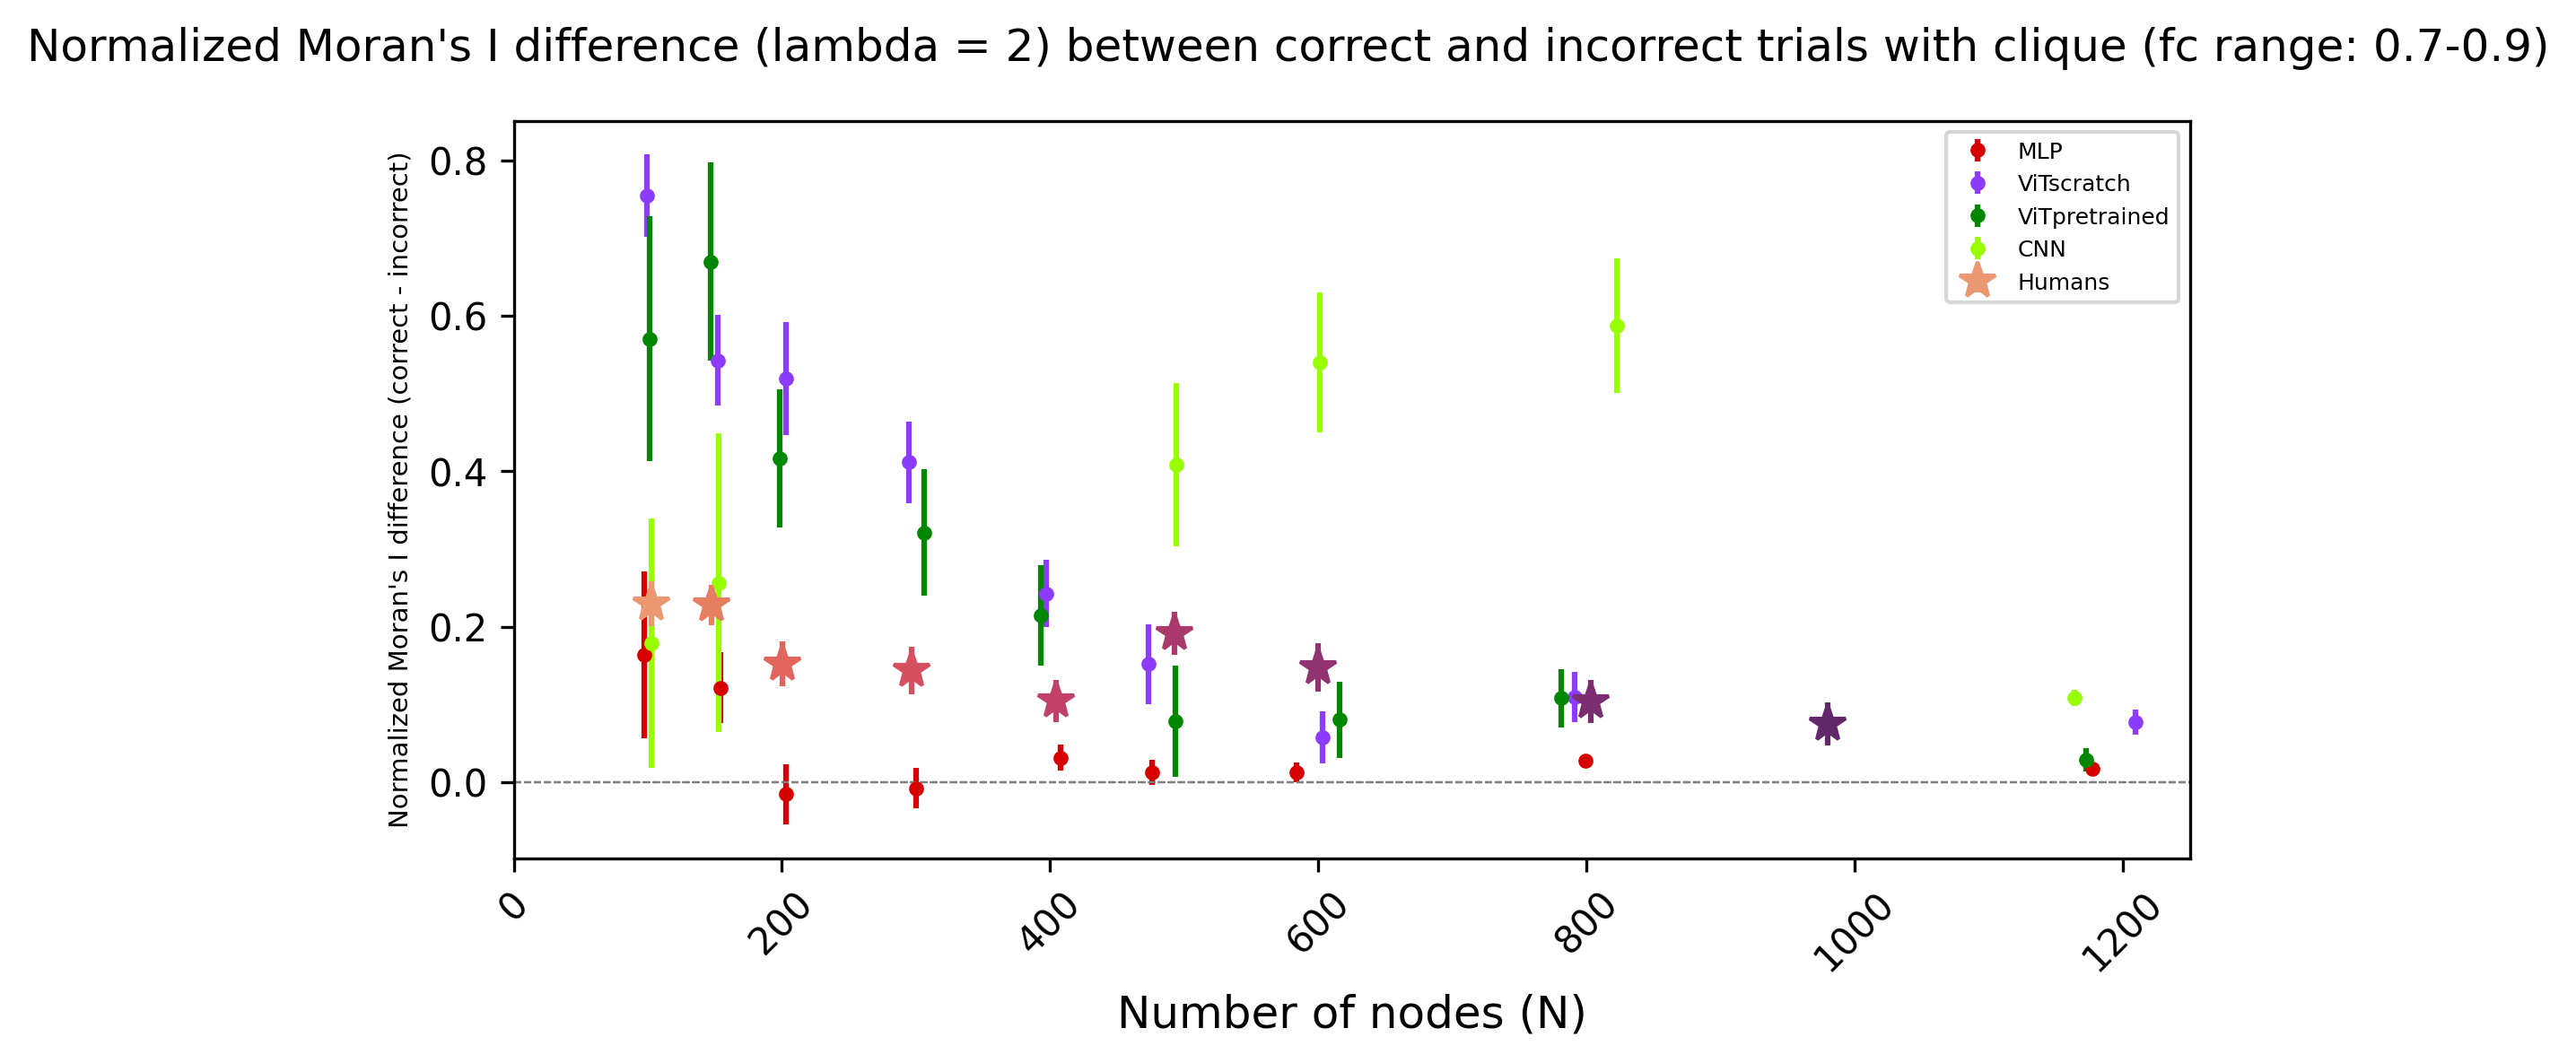 Normalized Moran's I difference (lambda = 2) between correct and incorrect trials with clique (fc range: 0.7-0.9)
Normalized Moran's I difference (correct - incorrect)
0.8
0.6
0.4
0.2
0.0
MLP
ViTscratch
ViTpretrained
CNN
Humans
0
200
400
600
800
1000
1200
Number of nodes (N)